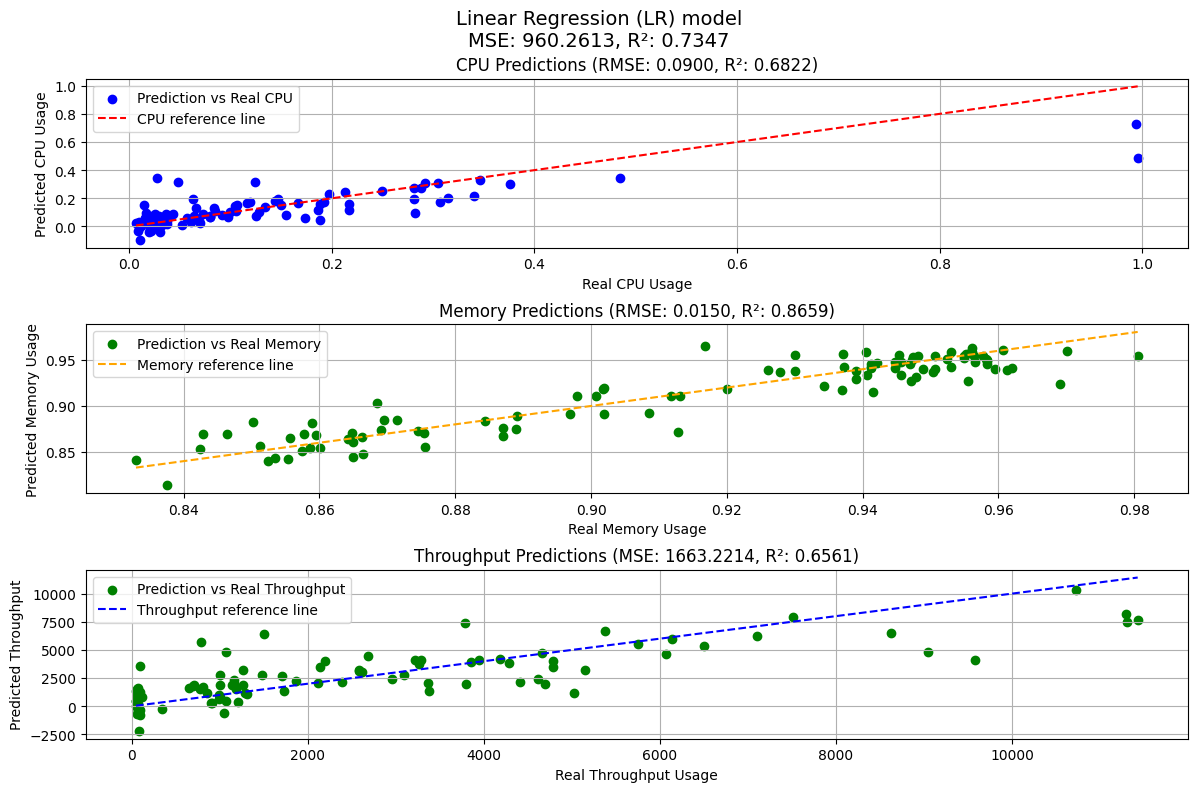 Linear Regression (LR) model
MSE: 960.2613, R²: 0.7347
CPU Predictions (RMSE: 0.0900, R²: 0.6822)
Predicted CPU Usage
1.0
0.8
0.6
0.4
0.2
0.0
Prediction vs Real CPU
CPU reference line
0.0 0.2 0.4 0.6 0.8 1.0
Real CPU Usage
Memory Predictions (RMSE: 0.0150, R²: 0.8659)
Predicted Memory Usage
0.95
0.90
0.85
Prediction vs Real Memory
Memory reference line
0.84 0.86 0.88 0.90 0.92 0.94 0.96 0.98
Real Memory Usage
Throughput Predictions (MSE: 1663.2214, R²: 0.6561)
Predicted Throughput
10000
7500
5000
2500
0
−2500
Prediction vs Real Throughput
Throughput reference line
0 2000 4000 6000 8000 10000
Real Throughput Usage